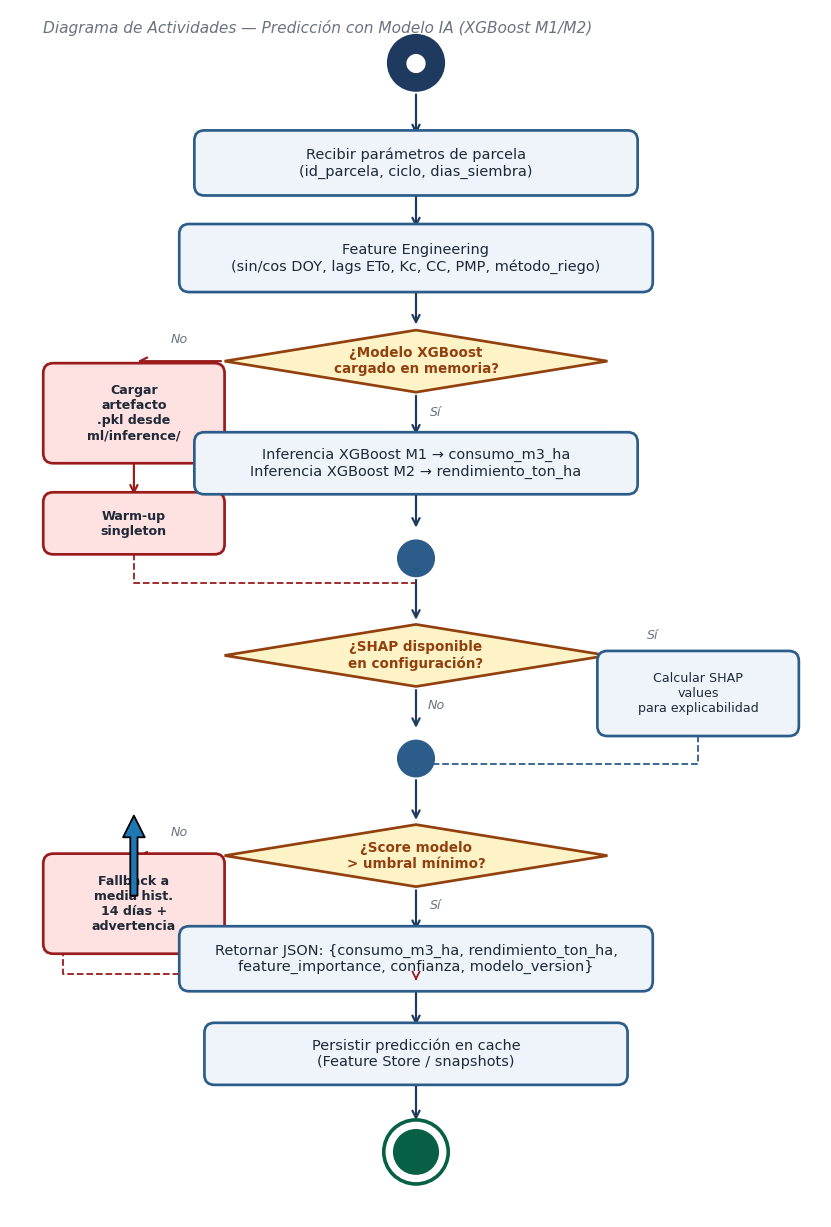 Diagrama de Actividades — Predicción con Modelo IA (XGBoost M1/M2)
Recibir parámetros de parcela
(id_parcela, ciclo, dias_siembra)
Feature Engineering
(sin/cos DOY, lags ETo, Kc, CC, PMP, método_riego)
No
¿Modelo XGBoost
cargado en memoria?
Cargar
artefacto
.pkl desde
ml/inference/
Sí
Inferencia XGBoost M1 → consumo_m3_ha
Inferencia XGBoost M2 → rendimiento_ton_ha
Warm-up
singleton
¿SHAP disponible
en configuración?
Sí
Calcular SHAP
values
para explicabilidad
No
No
¿Score modelo
> umbral mínimo?
Fallback a
media hist.
14 días +
advertencia
Sí
Retornar JSON: {consumo_m3_ha, rendimiento_ton_ha,
feature_importance, confianza, modelo_version}
Persistir predicción en cache
(Feature Store / snapshots)